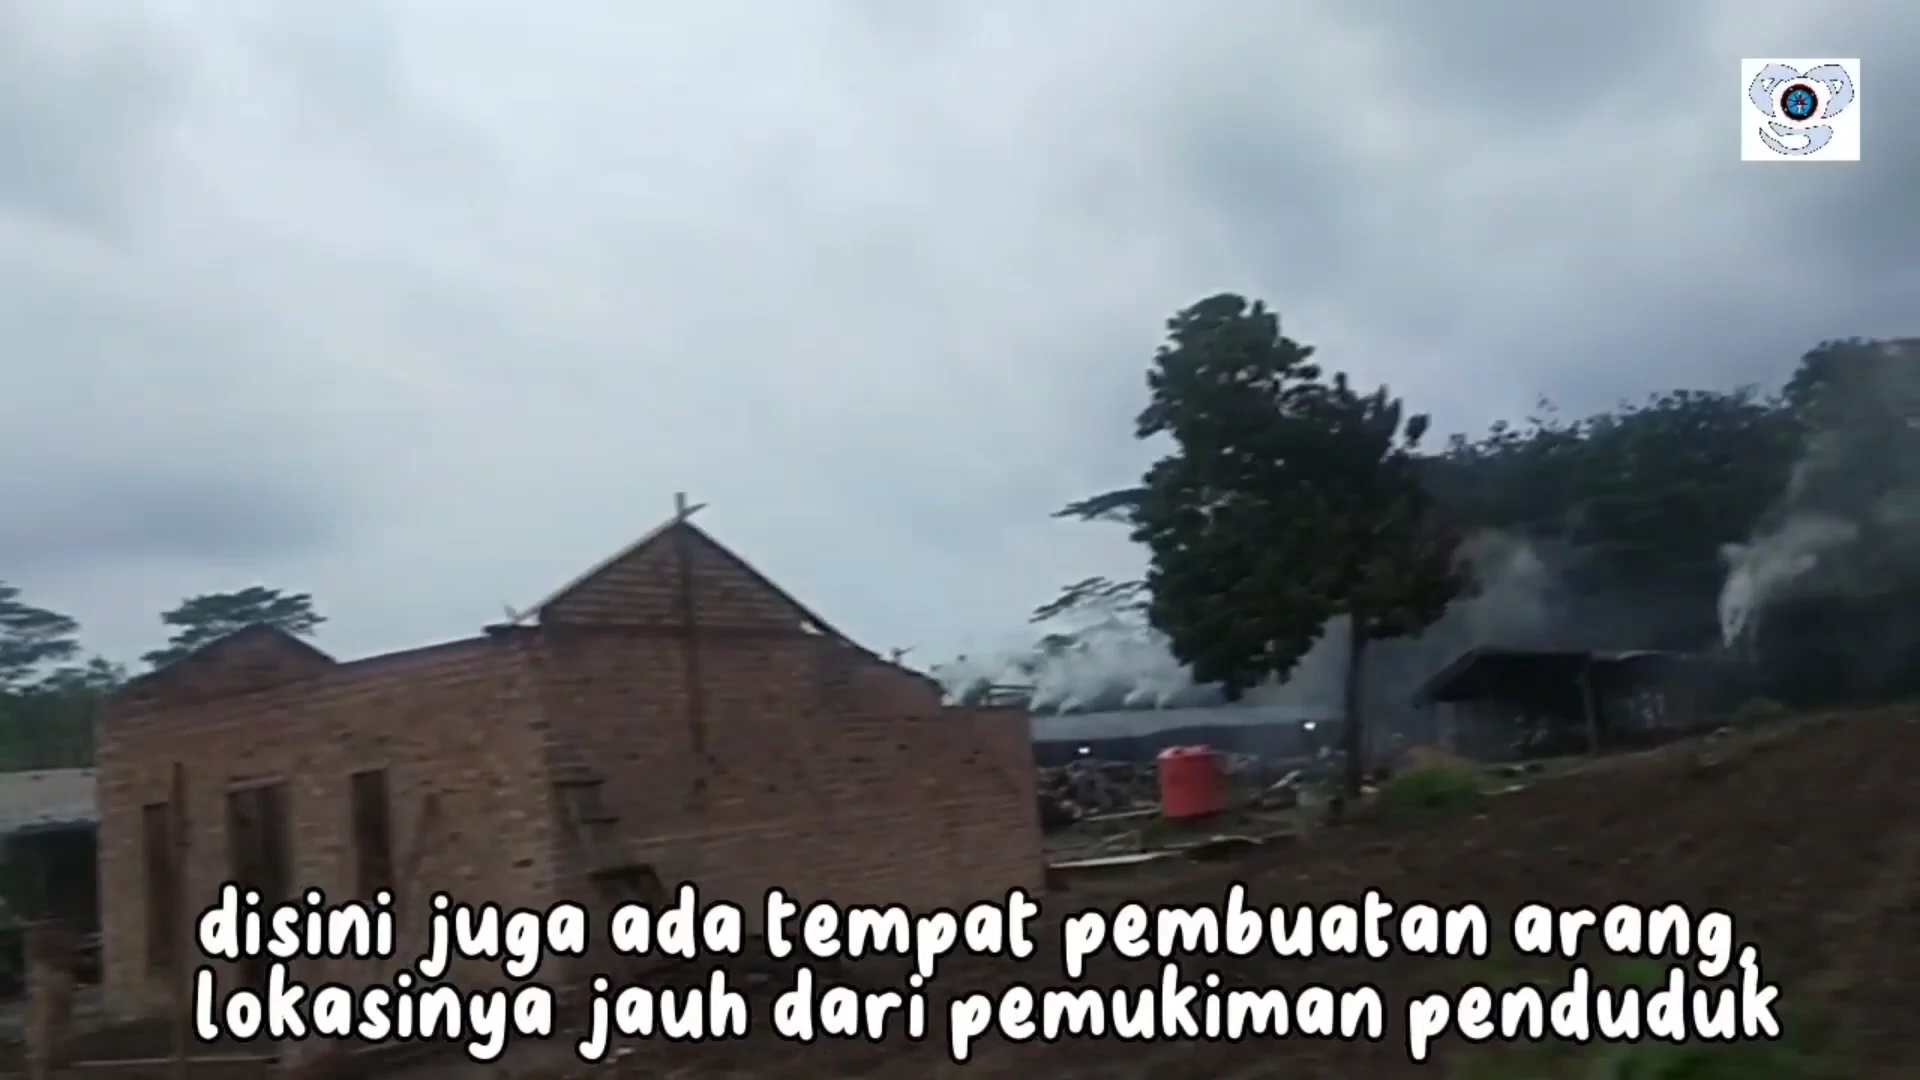 disini juga ada tempat pembuatan arang,
lokasinya jauh dari pemukiman penduduk